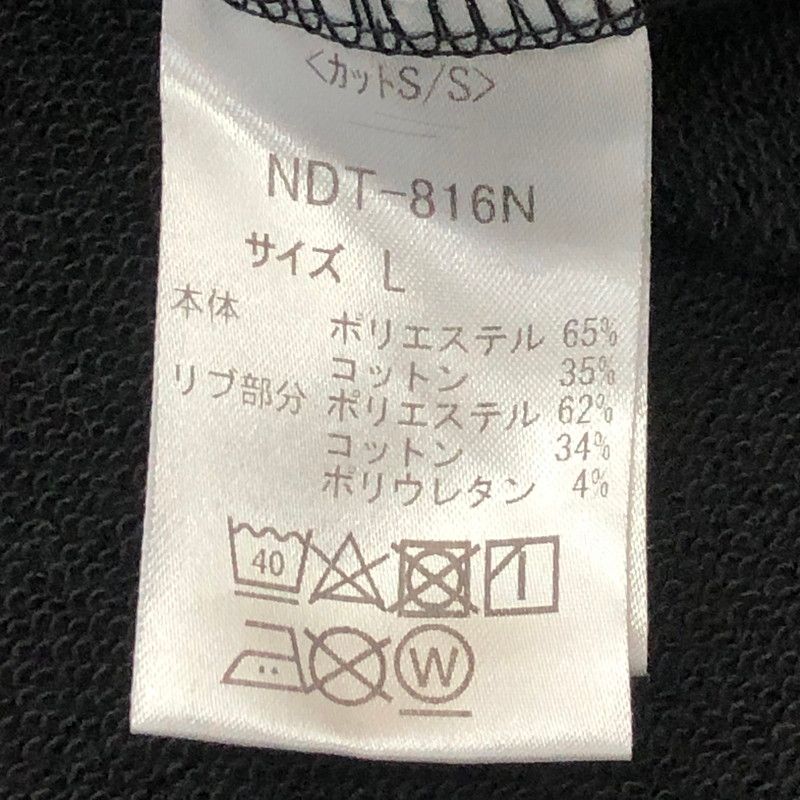 <カットS/S>
NDT-816N
サイズ L
本体 ポリエステル 65%
コットン 35%
リブ部分 ポリエステル 62%
コットン 34%
ポリウレタン 4%
40
W